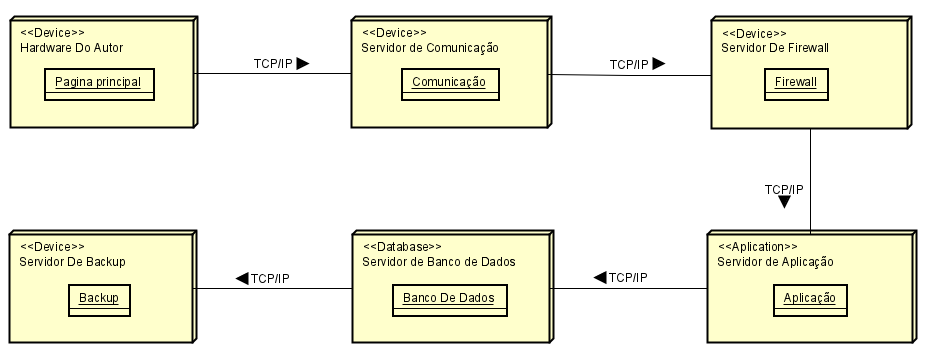 <<Device>>
Hardware Do Autor
Pagina principal
TCP/IP
<<Device>>
Servidor de Comunicação
Comunicação
TCP/IP
<<Device>>
Servidor De Firewall
Firewall
TCP/IP
<<Aplication>>
Servidor de Aplicação
Aplicação
TCP/IP
<<Database>>
Servidor de Banco de Dados
Banco De Dados
TCP/IP
<<Device>>
Servidor De Backup
Backup